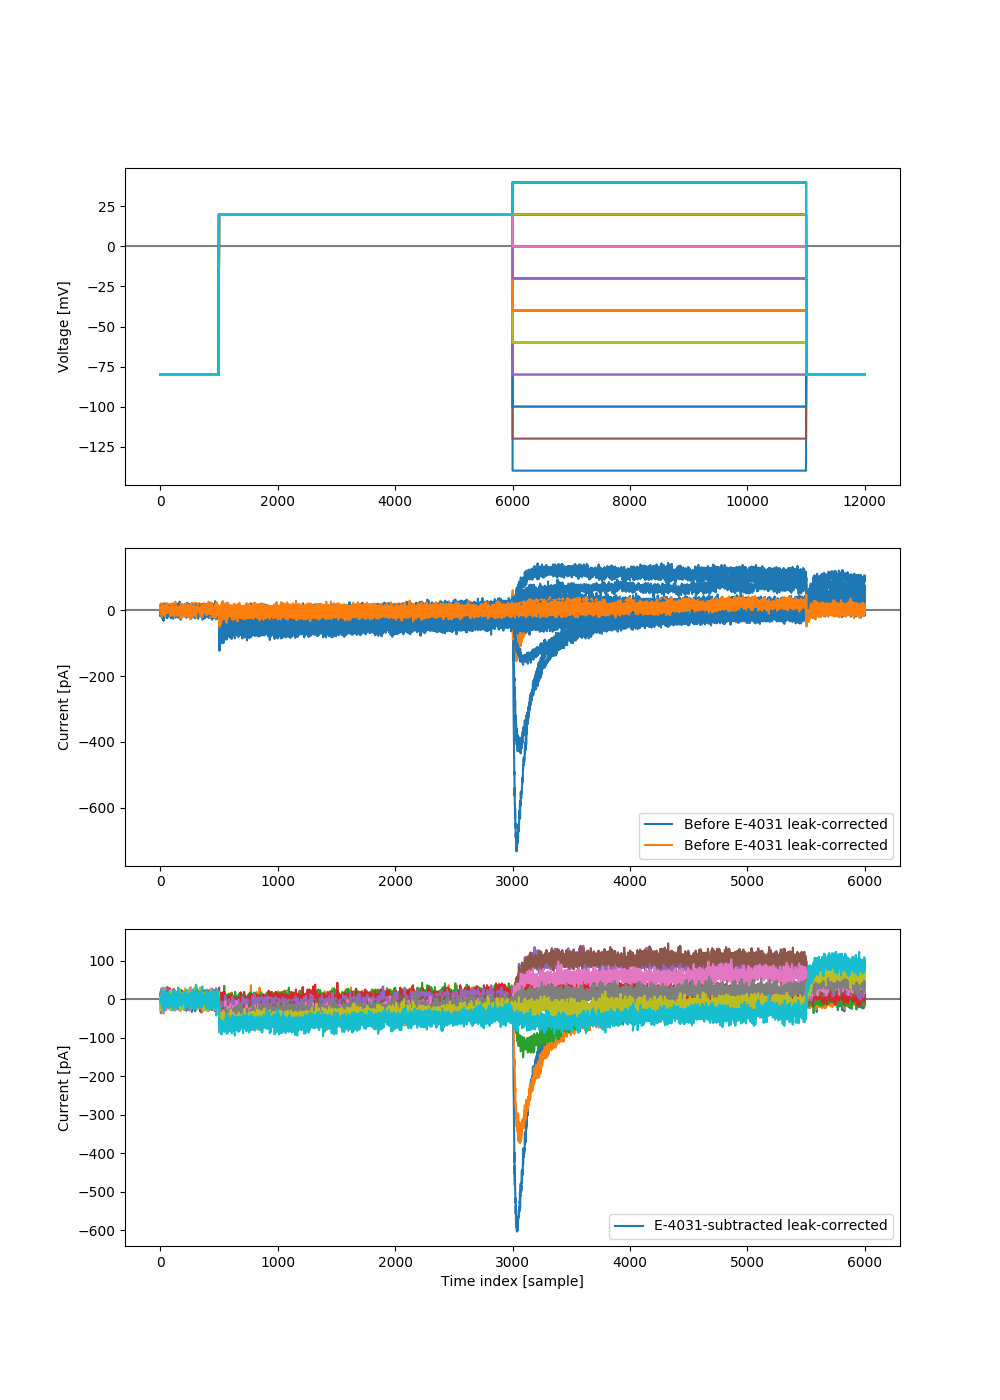 25
0
−25
−50
−75
−100
−125
Voltage [mV]
0 2000 4000 6000 8000 10000 12000
0
−200
−400
−600
Current [pA]
Before E-4031 leak-corrected
Before E-4031 leak-corrected
0 1000 2000 3000 4000 5000 6000
100
0
−100
−200
−300
−400
−500
−600
Current [pA]
E-4031-subtracted leak-corrected
0 1000 2000 3000 4000 5000 6000
Time index [sample]